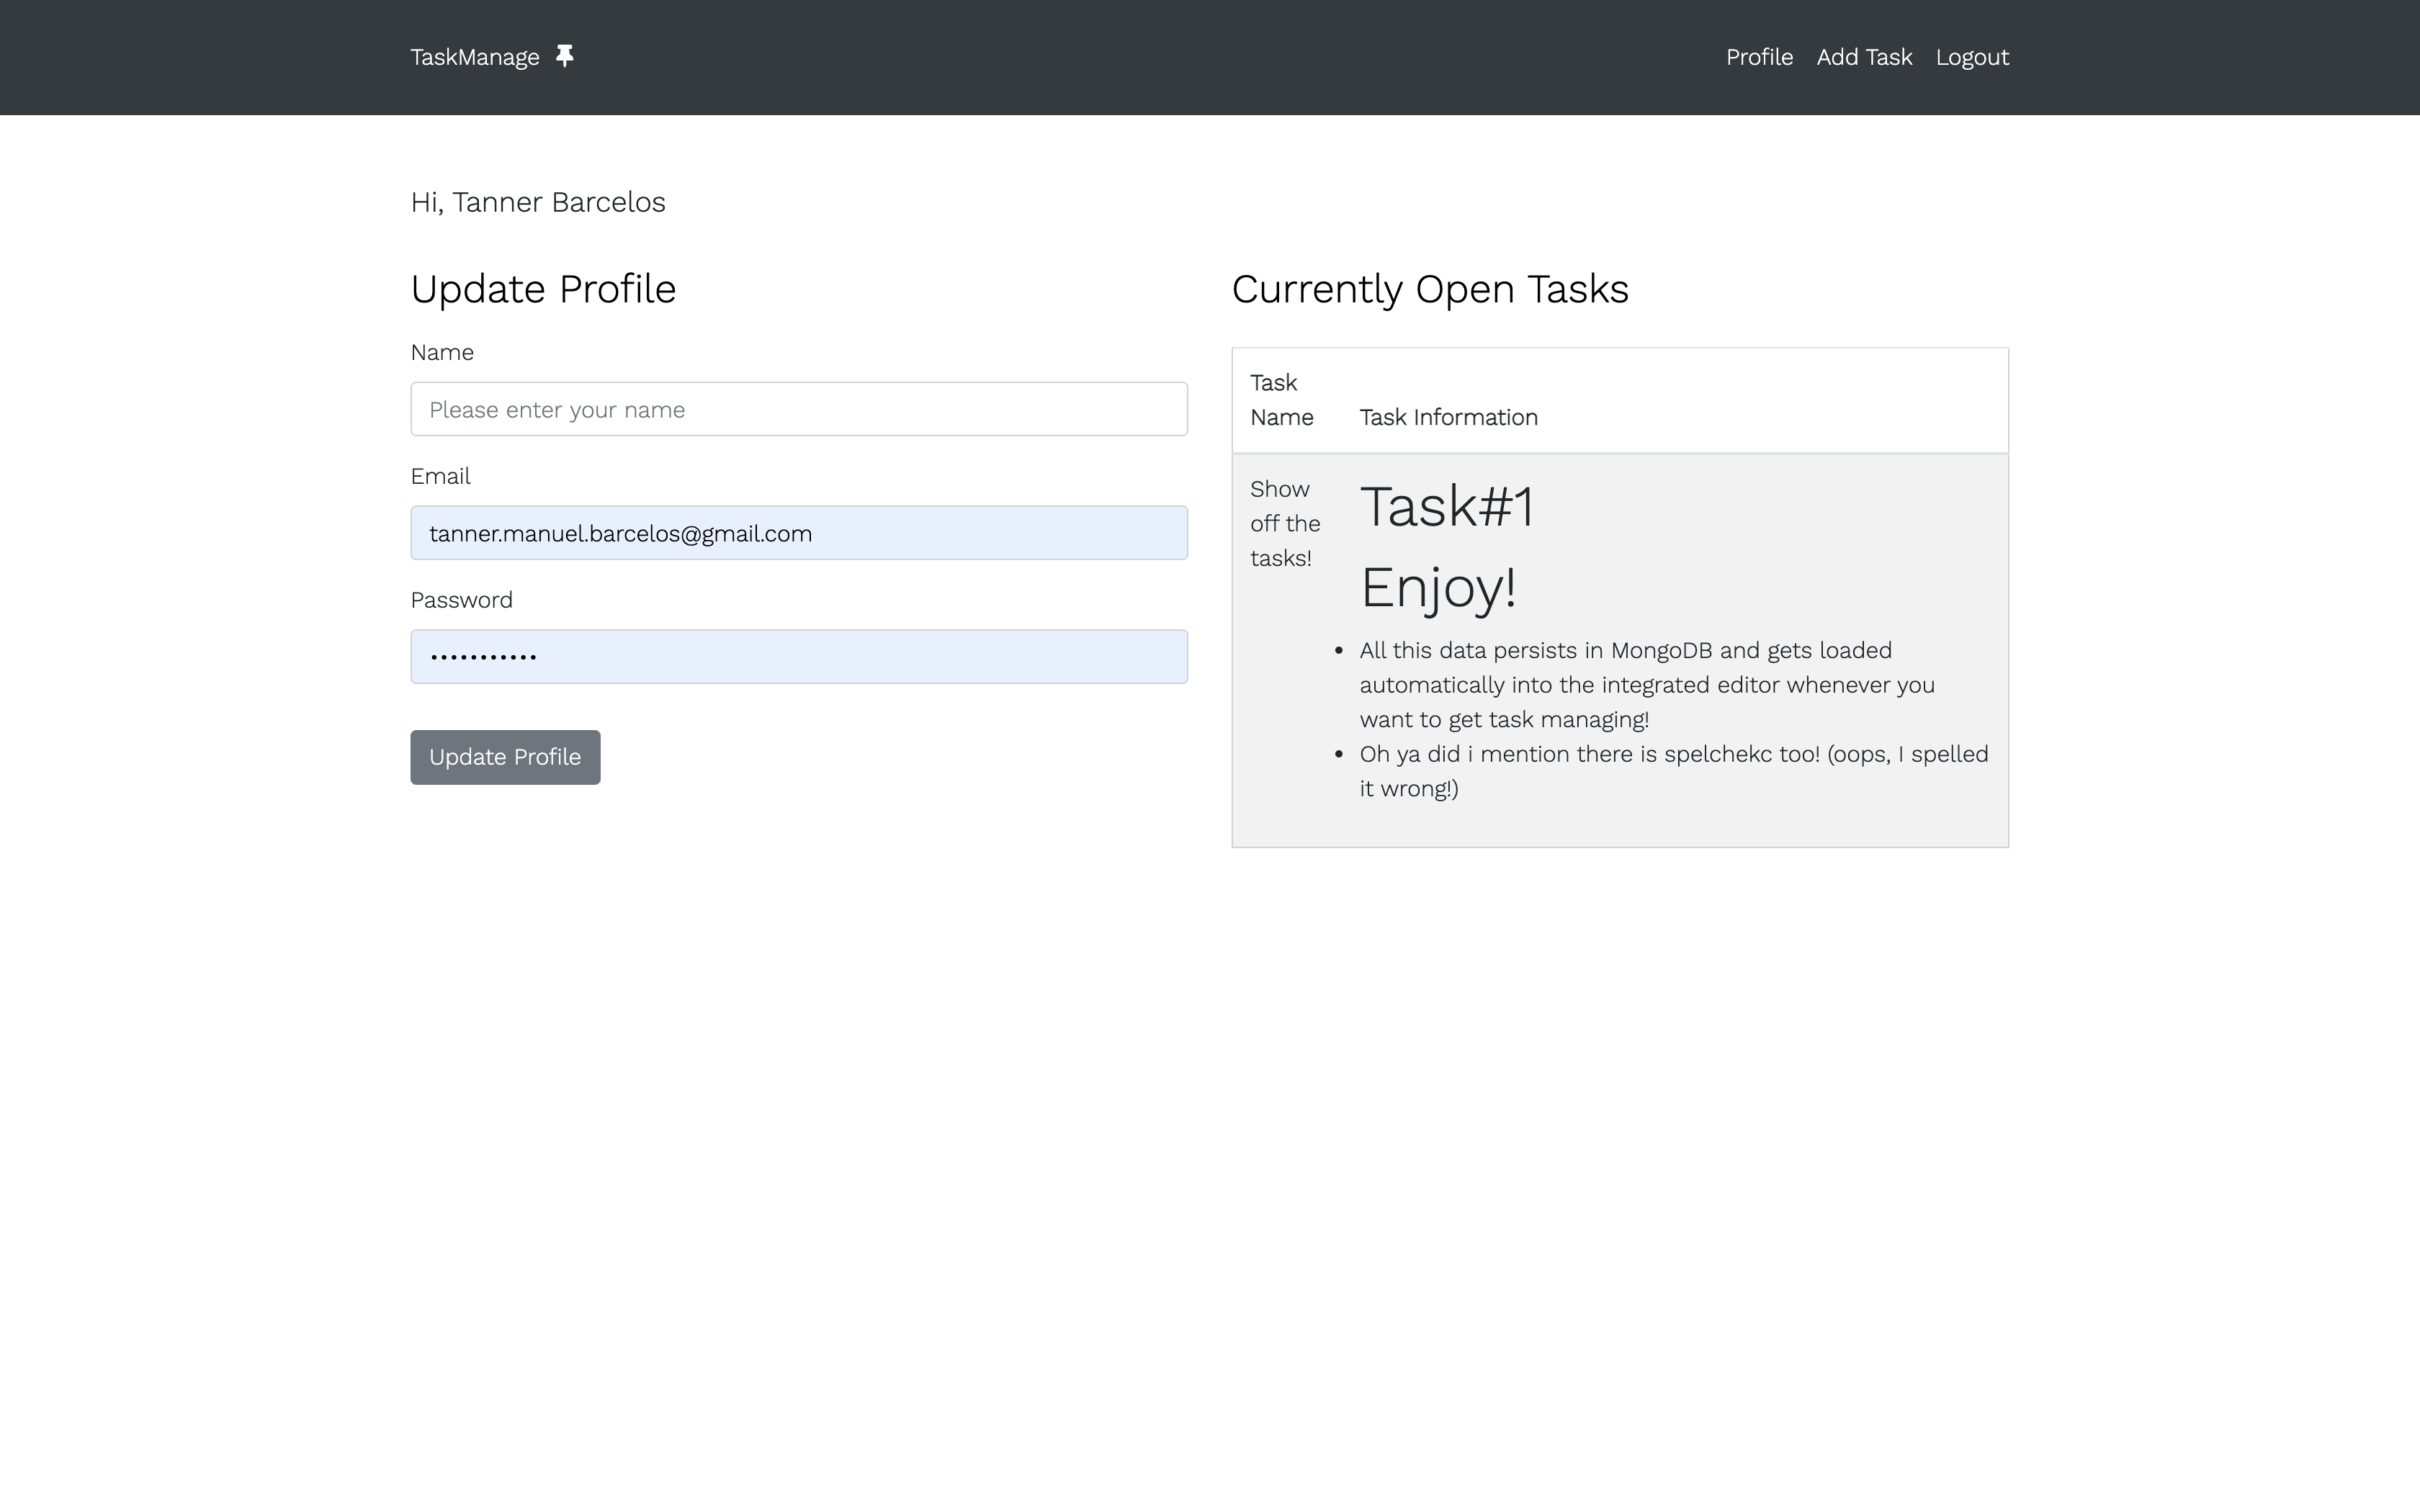 TaskManage
Profile Add Task Logout
Hi, Tanner Barcelos
Update Profile
Name
Please enter your name
Email
tanner.manuel.barcelos@gmail.com
Password
•••••••••••
Update Profile
Currently Open Tasks
Task
Name
Task Information
Show
off the
tasks!
Task#1
Enjoy!
• All this data persists in MongoDB and gets loaded
automatically into the integrated editor whenever you
want to get task managing!
• Oh ya did i mention there is spelchekc too! (oops, I spelled
it wrong!)